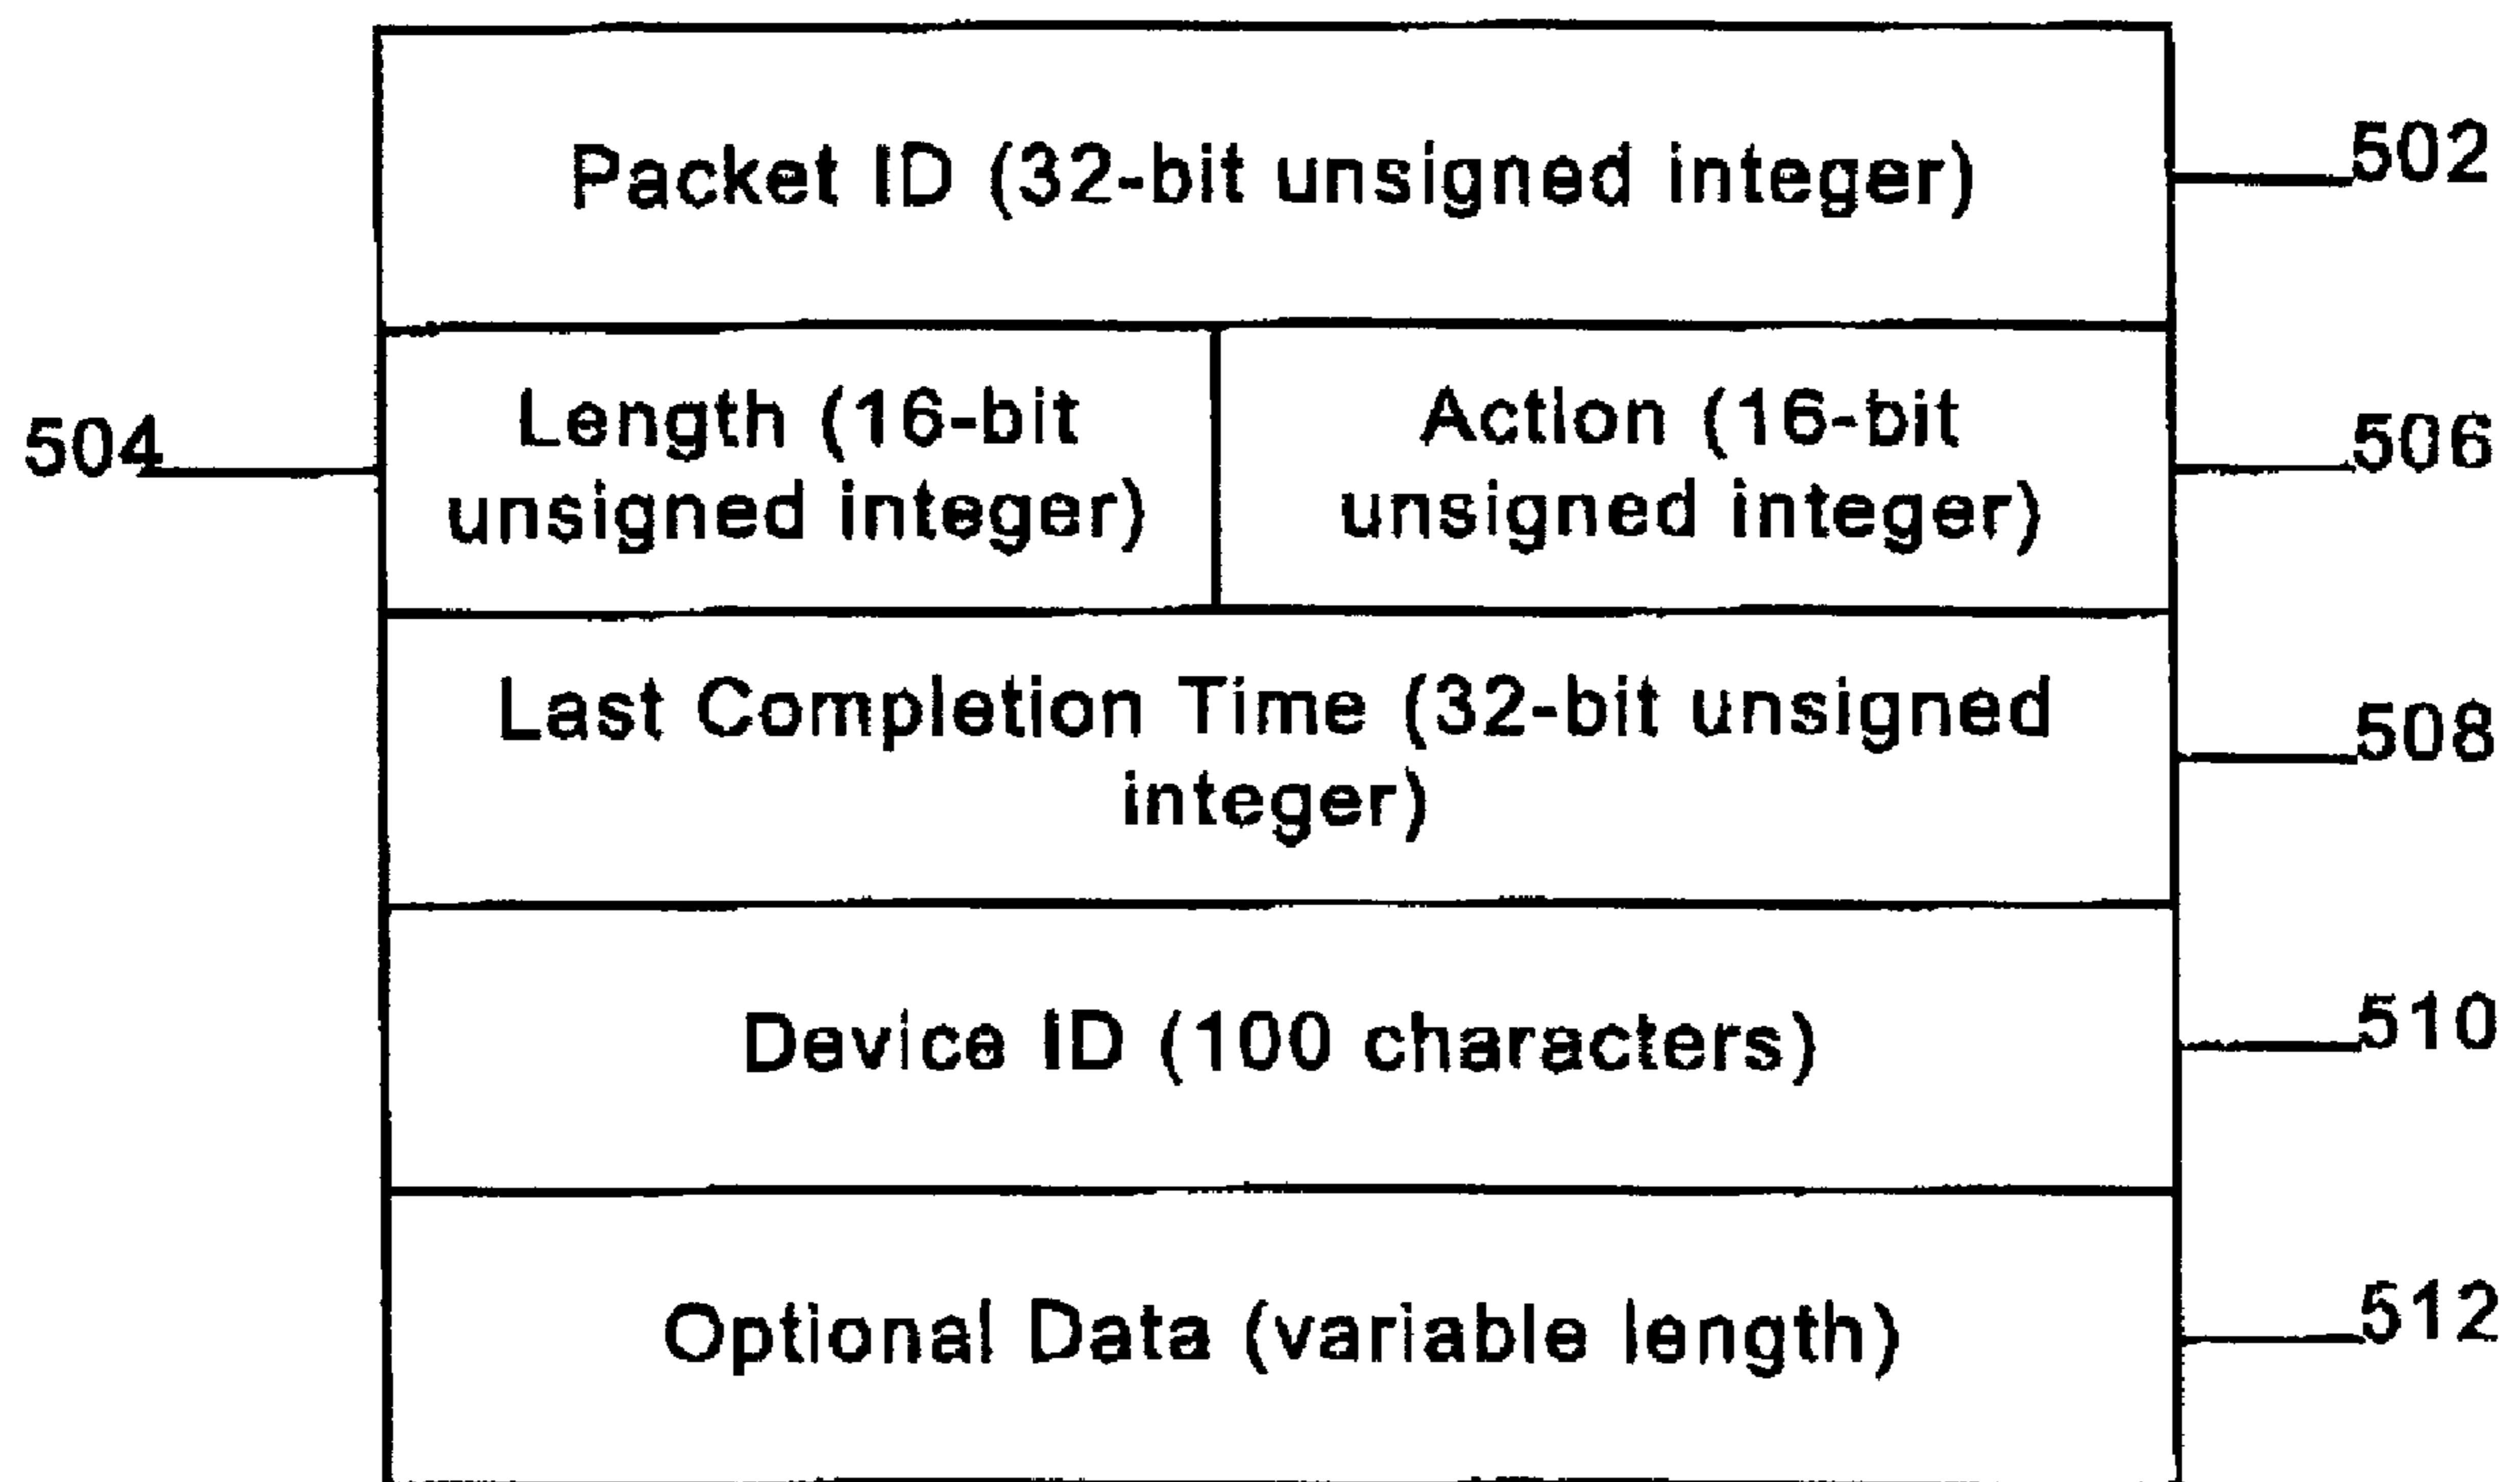 Packet ID (32-bit unsigned integer)
502
504
Length (16-bit
unsigned integer)
Action (16-bit
unsigned integer)
506
Last Completion Time (32-bit unsigned
integer)
508
Device ID (100 characters)
510
Optional Data (variable length)
512